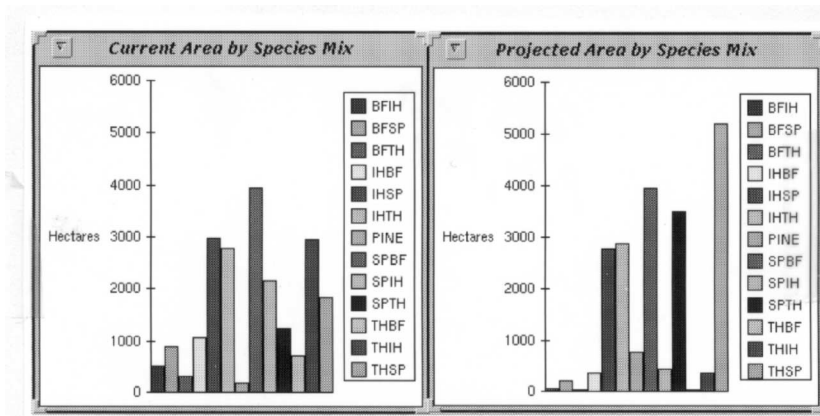 Current Area by Species Mix
6000
5000
4000
3000
2000
1000
0
Hectares
BFIH
BFSP
BFTH
IHBF
IHSP
IHTH
PINE
SPBF
SPIH
SPTH
THBF
THIH
THSP
Projected Area by Species Mix
6000
5000
4000
3000
2000
1000
0
Hectares
BFIH
BFSP
BFTH
IHBF
IHSP
IHTH
PINE
SPBF
SPIH
SPTH
THBF
THIH
THSP